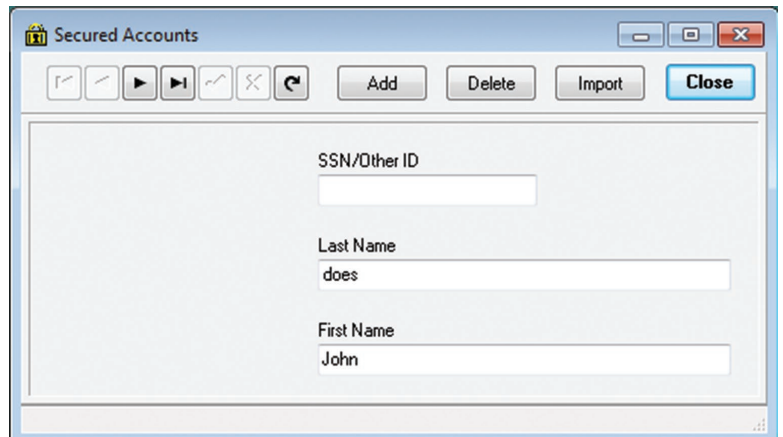 Secured Accounts
Add Delete Import Close
SSN/Other ID
Last Name
does
First Name
John